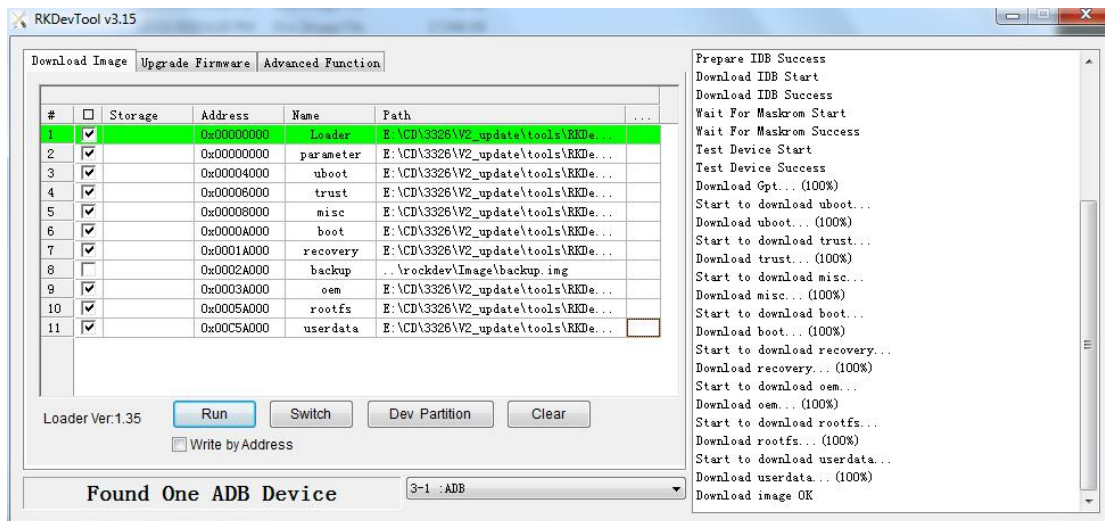 RKDevTool v3.15
Download Image Upgrade Firmware Advanced Function
# Storage Address Name Path ...
1 0x00000000 Loader E:\CD\3326\V2_update\tools\RKDe...
2 0x00000000 parameter E:\CD\3326\V2_update\tools\RKDe...
3 0x00004000 uboot E:\CD\3326\V2_update\tools\RKDe...
4 0x00006000 trust E:\CD\3326\V2_update\tools\RKDe...
5 0x00008000 misc E:\CD\3326\V2_update\tools\RKDe...
6 0x0000A000 boot E:\CD\3326\V2_update\tools\RKDe...
7 0x0001A000 recovery E:\CD\3326\V2_update\tools\RKDe...
8 0x0002A000 backup ..\rockdev\Image\backup.img
9 0x0003A000 oem E:\CD\3326\V2_update\tools\RKDe...
10 0x0005A000 rootfs E:\CD\3326\V2_update\tools\RKDe...
11 0x00C5A000 userdata E:\CD\3326\V2_update\tools\RKDe...
Loader Ver:1.35 Run Switch Dev Partition Clear
Write by Address
Found One ADB Device 3-1 :ADB
Prepare IDB Success
Download IDB Start
Download IDB Success
Wait For Maskrom Start
Wait For Maskrom Success
Test Device Start
Test Device Success
Download Gpt... (100%)
Start to download uboot...
Download uboot... (100%)
Start to download trust...
Download trust... (100%)
Start to download misc...
Download misc... (100%)
Start to download boot...
Download boot... (100%)
Start to download recovery...
Download recovery... (100%)
Start to download oem...
Download oem... (100%)
Start to download rootfs...
Download rootfs... (100%)
Start to download userdata...
Download userdata... (100%)
Download image OK